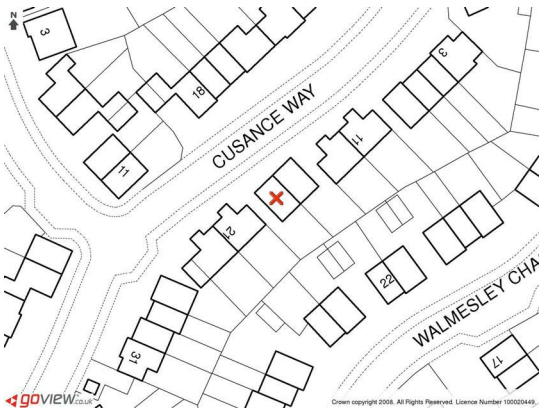 N
3
18
CUSANCE WAY
3
11
11
21
22
WALMESLEY CHA
31
17
goview.co.uk
Crown copyright 2008. All Rights Reserved. Licence Number 100020449.